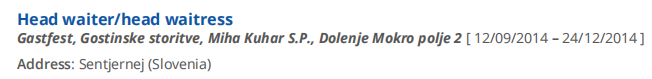 Head waiter/head waitress
Gastfest, Gostinske storitve, Miha Kuhar S.P., Dolenje Mokro polje 2 [ 12/09/2014 – 24/12/2014 ]
Address: Sentjernej (Slovenia)